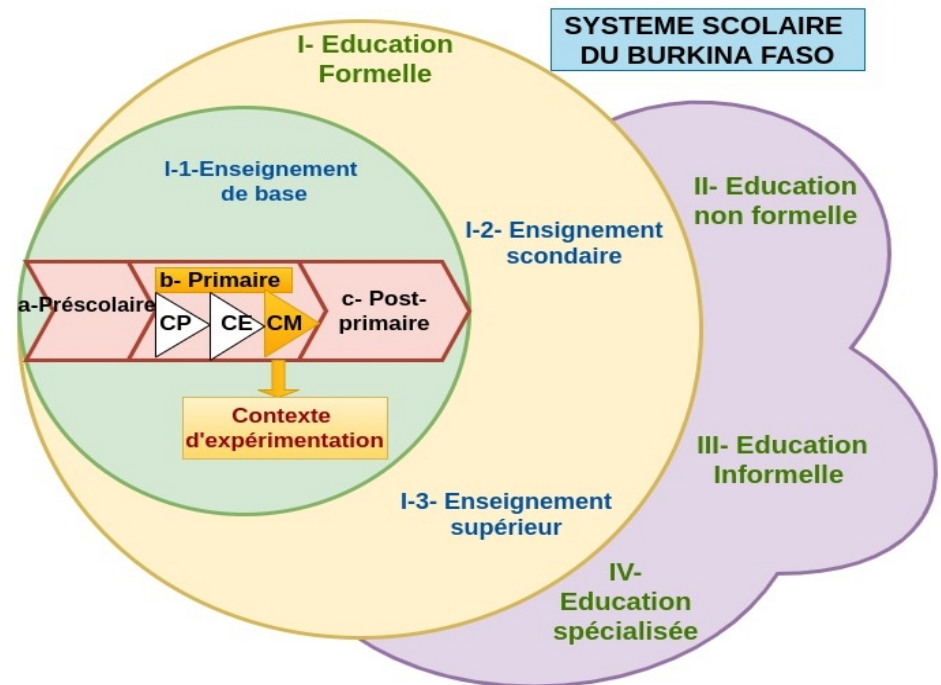 SYSTEME SCOLAIRE
DU BURKINA FASO
I- Education
Formelle
I-1-Enseignement
de base
a-Préscolaire
b- Primaire
CP
CE
CM
c- Post-
primaire
Contexte
d'expérimentation
I-2- Ensignement
scondaire
I-3- Enseignement
supérieur
II- Education
non formelle
III- Education
Informelle
IV-
Education
spécialisée